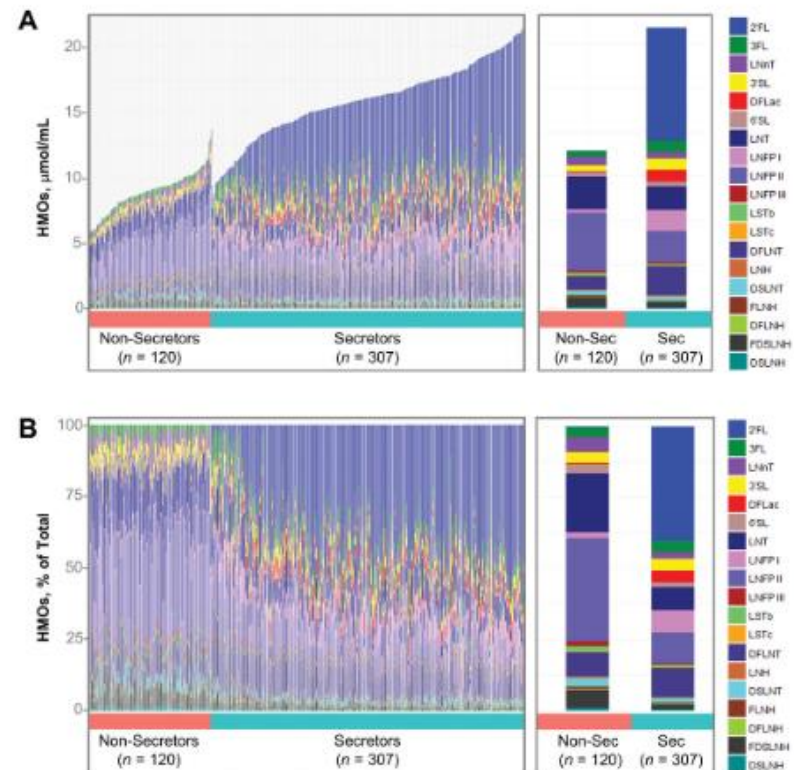 A
HMOs, μmol/mL
20
15
10
5
0
Non-Secretors
(n = 120)
Secretors
(n = 307)
Non-Sec
(n = 120)
Sec
(n = 307)
2'FL
3FL
LNnT
3'SL
DFLac
6'SL
LNT
LNFP I
LNFP II
LNFP III
LSTb
LSTc
DFLNT
LNH
DSLNT
FLNH
DFLNH
FDSLNH
DSLNH
B
HMOs, % of Total
100
75
50
25
0
Non-Secretors
(n = 120)
Secretors
(n = 307)
Non-Sec
(n = 120)
Sec
(n = 307)
2'FL
3FL
LNnT
3'SL
DFLac
6'SL
LNT
LNFP I
LNFP II
LNFP III
LSTb
LSTc
DFLNT
LNH
DSLNT
FLNH
DFLNH
FDSLNH
DSLNH